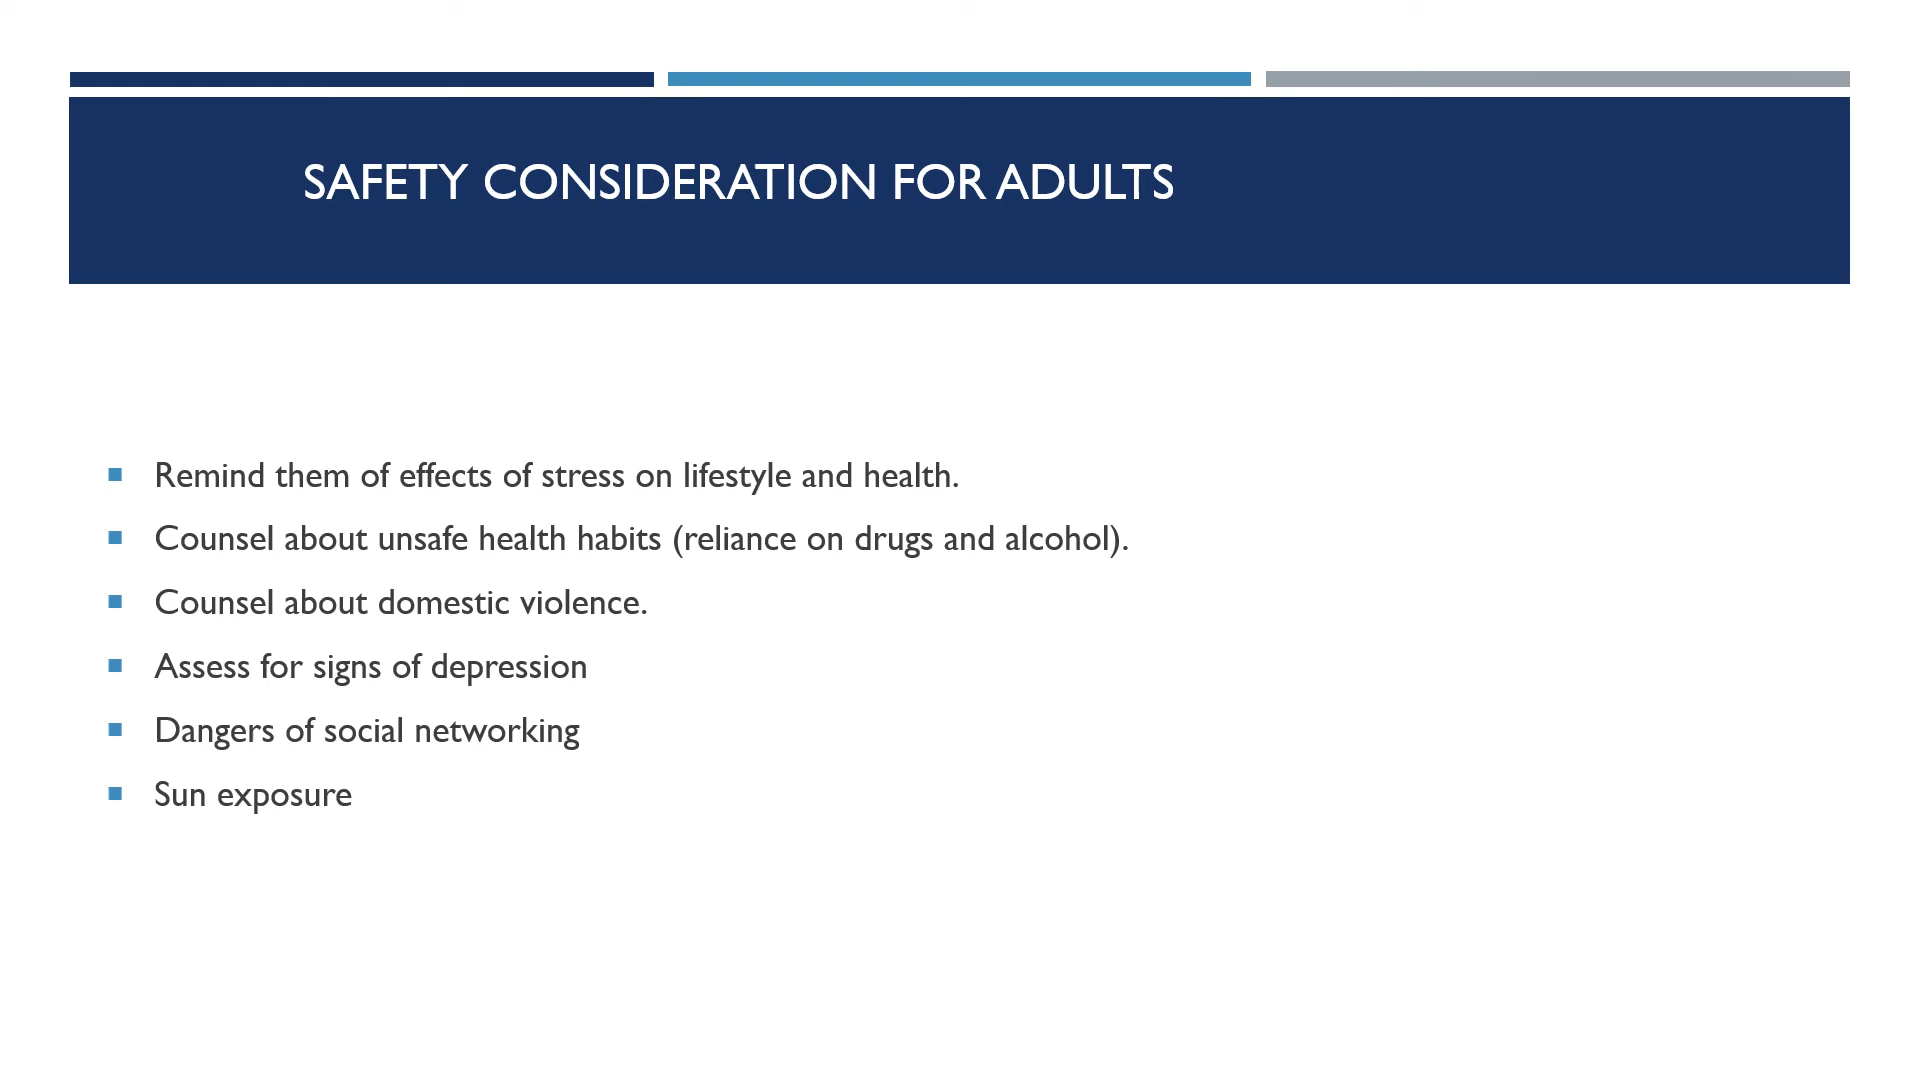 SAFETY CONSIDERATION FOR ADULTS
Remind them of effects of stress on lifestyle and health.
Counsel about unsafe health habits (reliance on drugs and alcohol).
Counsel about domestic violence.
Assess for signs of depression
Dangers of social networking
Sun exposure